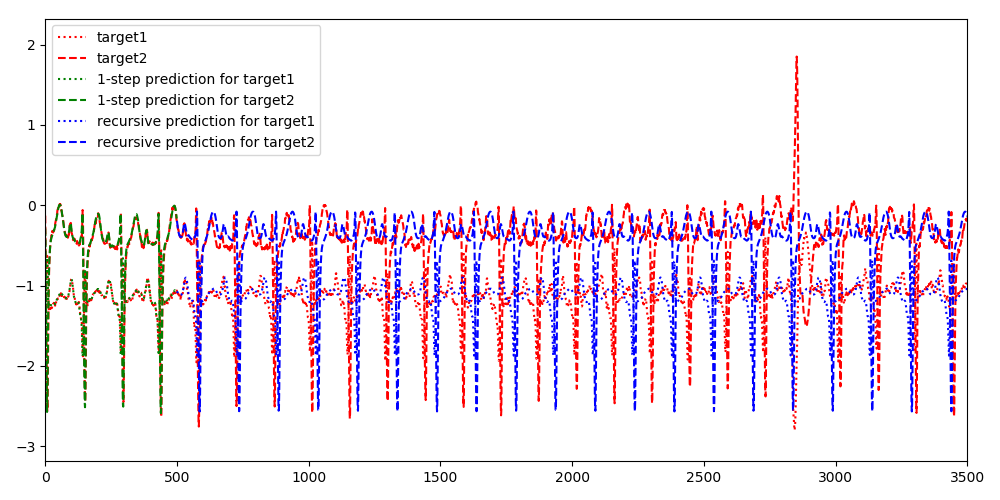 target1
target2
1-step prediction for target1
1-step prediction for target2
recursive prediction for target1
recursive prediction for target2
2
1
0
−1
−2
−3
0 500 1000 1500 2000 2500 3000 3500